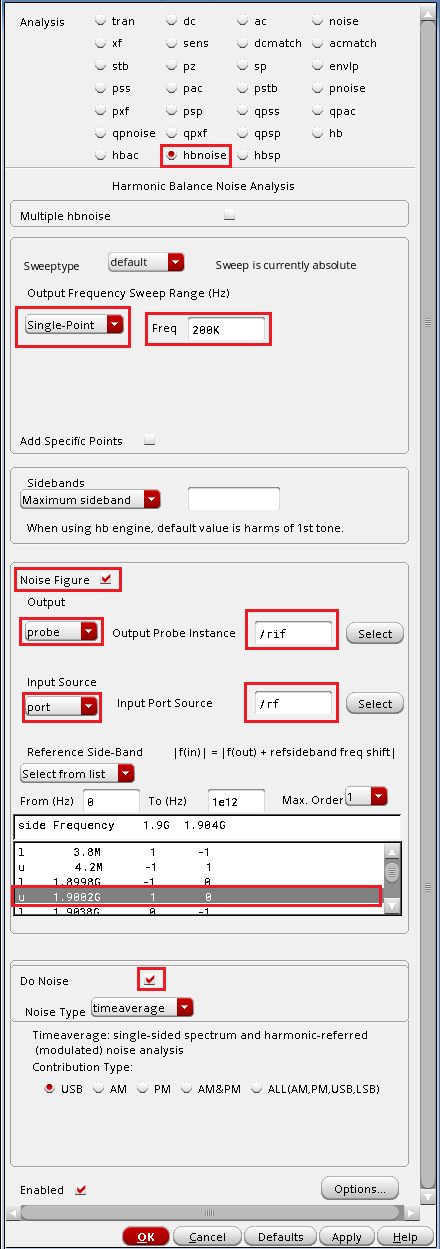 Analysis tran dc ac noise
xf sens dcmatch acmatch
stb pz sp envlp
pss pac pstb pnoise
pxf psp qpss qpac
qpnoise qpxf qpsp hb
hbac hbnoise hbsp
Harmonic Balance Noise Analysis
Multiple hbnoise
Sweeptype default Sweep is currently absolute
Output Frequency Sweep Range (Hz)
Single-Point Freq 200K
Add Specific Points
Sidebands
Maximum sideband
When using hb engine, default value is harms of 1st tone.
Noise Figure
Output
probe Output Probe Instance /rif Select
Input Source
port Input Port Source /rf Select
Reference Side-Band |f(in)| = |f(out) + refsideband freq shift|
Select from list
From (Hz) 0 To (Hz) 1e12 Max. Order 1
side Frequency 1.9G 1.904G
l 3.8M 1 -1
u 4.2M -1 1
l 1.8998G -1 0
u 1.9002G 1 0
l 1.9038G 0 -1
Do Noise
Noise Type timeaverage
Timeaverage: single-sided spectrum and harmonic-referred
(modulated) noise analysis
Contribution Type:
USB AM PM AM&PM ALL(AM,PM,USB,LSB)
Enabled Options...
OK Cancel Defaults Apply Help